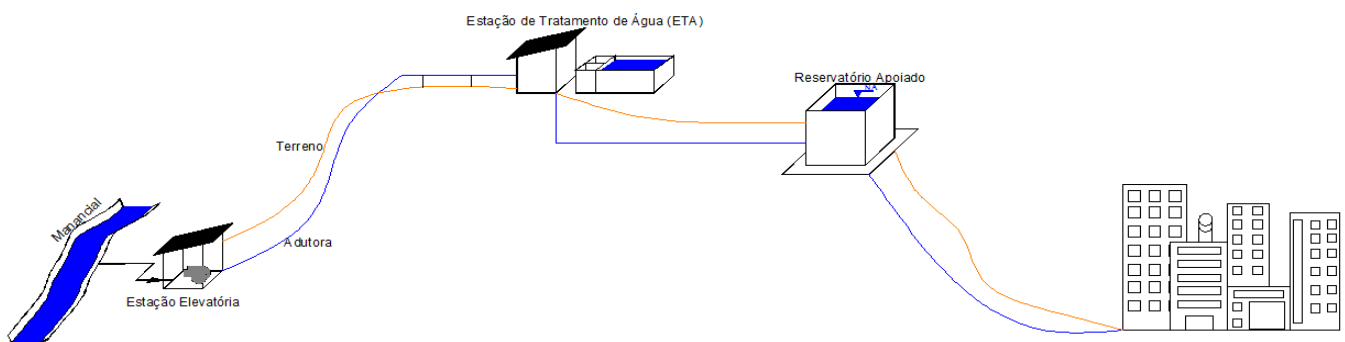 Estação de Tratamento de Água (ETA)
Reservatório Apoiado
NA
Terreno
Manancial
Adutora
Estação Elevatória